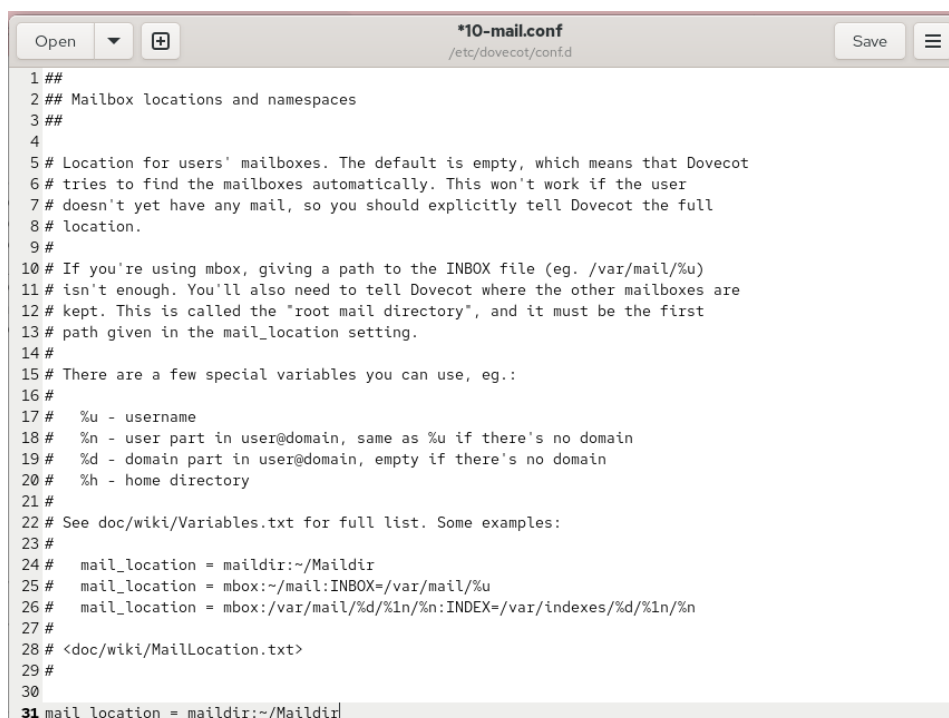 Open
*10-mail.conf
/etc/dovecot/conf.d
Save
1 ##
2 ## Mailbox locations and namespaces
3 ##
4
5 # Location for users' mailboxes. The default is empty, which means that Dovecot
6 # tries to find the mailboxes automatically. This won't work if the user
7 # doesn't yet have any mail, so you should explicitly tell Dovecot the full
8 # location.
9 #
10 # If you're using mbox, giving a path to the INBOX file (eg. /var/mail/%u)
11 # isn't enough. You'll also need to tell Dovecot where the other mailboxes are
12 # kept. This is called the "root mail directory", and it must be the first
13 # path given in the mail_location setting.
14 #
15 # There are a few special variables you can use, eg.:
16 #
17 #   %u - username
18 #   %n - user part in user@domain, same as %u if there's no domain
19 #   %d - domain part in user@domain, empty if there's no domain
20 #   %h - home directory
21 #
22 # See doc/wiki/Variables.txt for full list. Some examples:
23 #
24 #   mail_location = maildir:~/Maildir
25 #   mail_location = mbox:~/mail:INBOX=/var/mail/%u
26 #   mail_location = mbox:/var/mail/%d/%1n/%n:INDEX=/var/indexes/%d/%1n/%n
27 #
28 # <doc/wiki/MailLocation.txt>
29 #
30
31 mail_location = maildir:~/Maildir